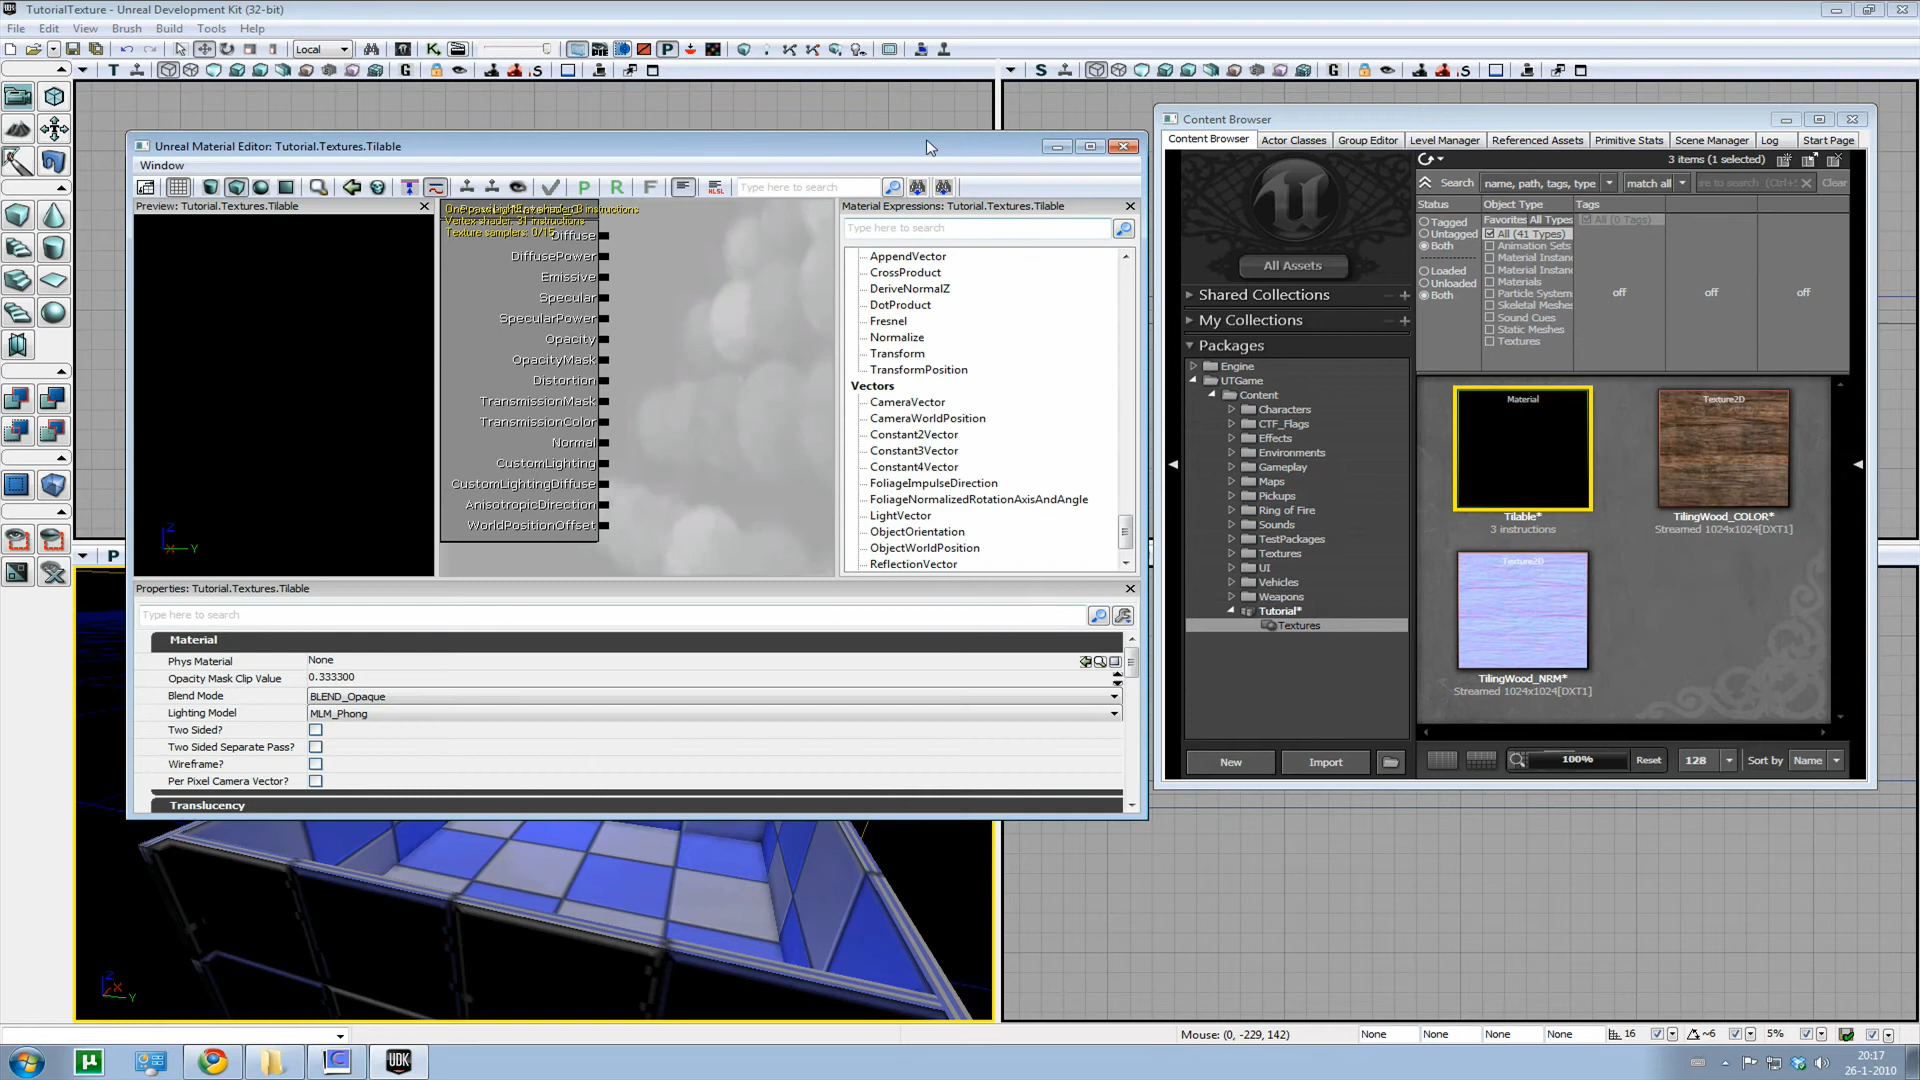 TutorialTexture - Unreal Development Kit (32-bit)
File Edit View Brush Build Tools Help
Local
Unreal Material Editor: Tutorial.Textures.Tilable
Window
Type here to search
Preview: Tutorial.Textures.Tilable
Vertex shader: 31 instructions
Texture samplers: 0/15
Diffuse
DiffusePower
Emissive
Specular
SpecularPower
Opacity
OpacityMask
Distortion
TransmissionMask
TransmissionColor
Normal
CustomLighting
CustomLightingDiffuse
AnisotropicDirection
WorldPositionOffset
Material Expressions: Tutorial.Textures.Tilable
Type here to search
AppendVector
CrossProduct
DeriveNormalZ
DotProduct
Fresnel
Normalize
Transform
TransformPosition
Vectors
CameraVector
CameraWorldPosition
Constant2Vector
Constant3Vector
Constant4Vector
FoliageImpulseDirection
FoliageNormalizedRotationAxisAndAngle
LightVector
ObjectOrientation
ObjectWorldPosition
ReflectionVector
Properties: Tutorial.Textures.Tilable
Type here to search
Material
Phys Material None
Opacity Mask Clip Value 0.333300
Blend Mode BLEND_Opaque
Lighting Model MLM_Phong
Two Sided?
Two Sided Separate Pass?
Wireframe?
Per Pixel Camera Vector?
Translucency
Content Browser
Content Browser Actor Classes Group Editor Level Manager Referenced Assets Primitive Stats Scene Manager Log Start Page
3 items (1 selected)
Search name, path, tags, type match all Clear
Status Object Type Tags
Tagged
Untagged
Both
Loaded
Unloaded
Both
Favorites All Types
All (41 Types)
Animation Sets
Material Instanc
Material Instanc
Materials
Particle System
Skeletal Meshe
Sound Cues
Static Meshes
Textures
All (0 Tags)
off off off
All Assets
Shared Collections
My Collections
Packages
Engine
UTGame
Content
Characters
CTF_Flags
Effects
Environments
Gameplay
Maps
Pickups
Ring of Fire
Sounds
TestPackages
Textures
UI
Vehicles
Weapons
Tutorial*
Textures
New Import
Material
Tilable*
3 instructions
Texture2D
TilingWood_COLOR*
Streamed 1024x1024[DXT1]
Texture2D
TilingWood_NRM*
Streamed 1024x1024[DXT1]
100% Reset 128 Sort by Name
Mouse: (0, -229, 142) None None None None 16 ~6 5%
UDK
20:17
26-1-2010